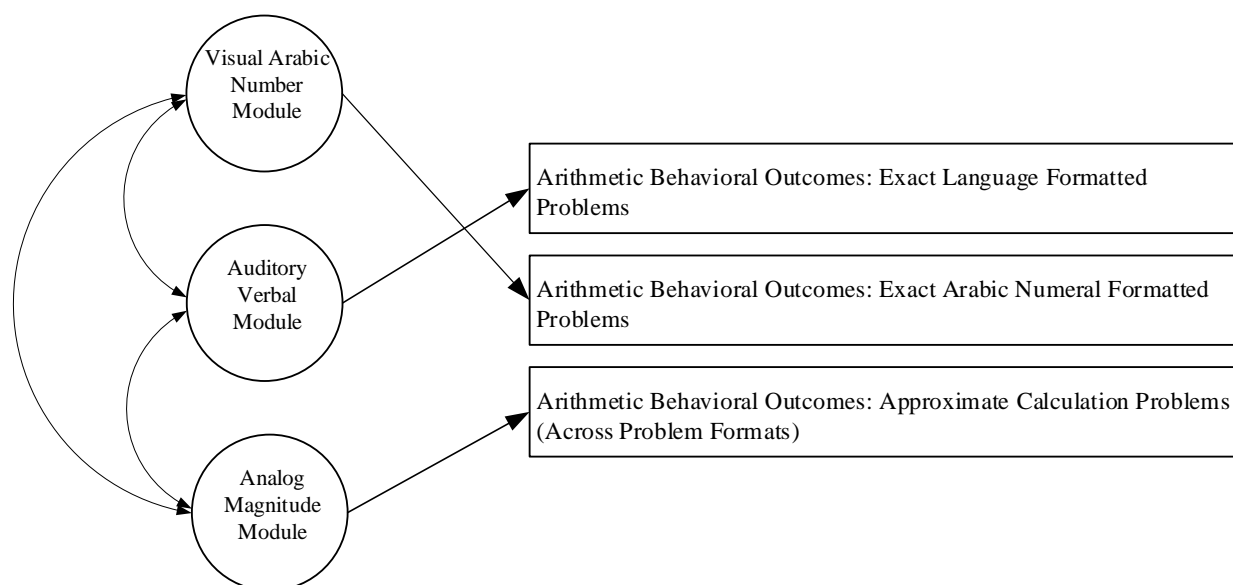 Visual Arabic
Number
Module
Auditory
Verbal
Module
Analog
Magnitude
Module
Arithmetic Behavioral Outcomes: Exact Language Formatted
Problems
Arithmetic Behavioral Outcomes: Exact Arabic Numeral Formatted
Problems
Arithmetic Behavioral Outcomes: Approximate Calculation Problems
(Across Problem Formats)